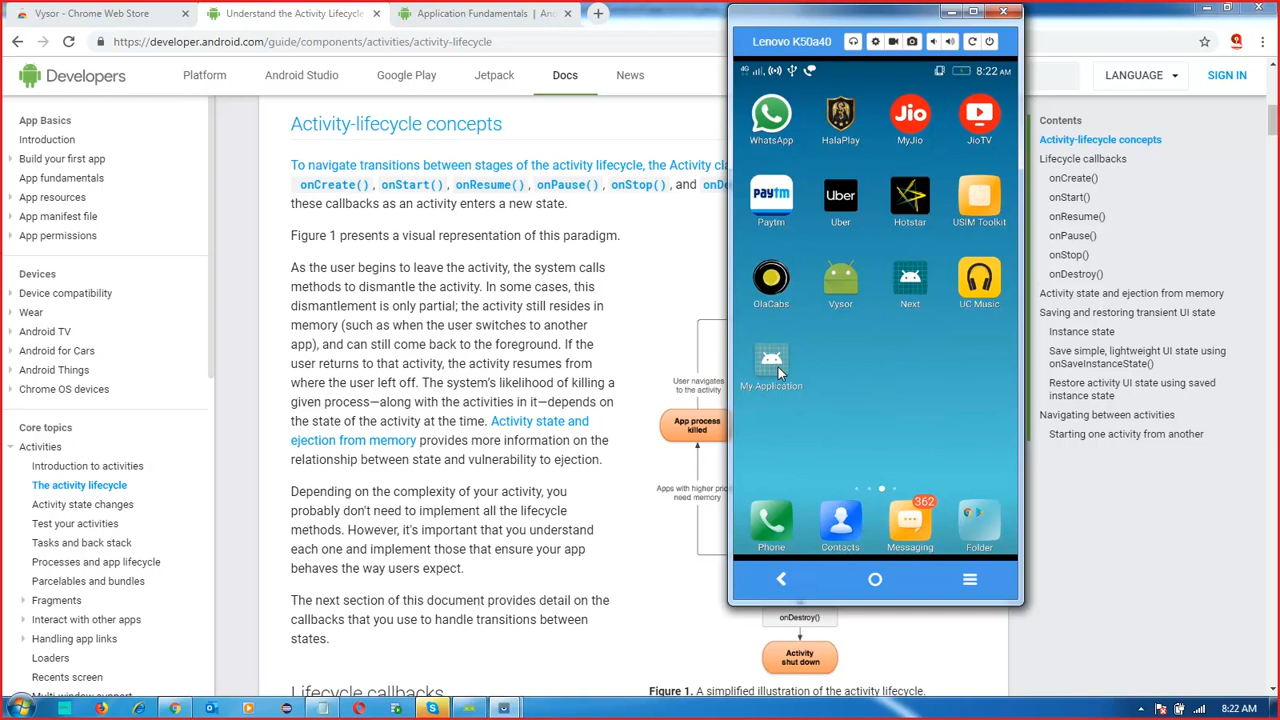 Vysor - Chrome Web Store
Understand the Activity Lifecycle
Application Fundamentals | An
https://developer.android.com/guide/components/activities/activity-lifecycle
Developers
Platform
Android Studio
Google Play
Jetpack
Docs
News
LANGUAGE
SIGN IN
App Basics
Introduction
Build your first app
App fundamentals
App resources
App manifest file
App permissions
Devices
Device compatibility
Wear
Android TV
Android for Cars
Android Things
Chrome OS devices
Core topics
Activities
Introduction to activities
The activity lifecycle
Activity state changes
Test your activities
Tasks and back stack
Processes and app lifecycle
Parcelables and bundles
Fragments
Interact with other apps
Handling app links
Loaders
Recents screen
Multi-window support
Activity-lifecycle concepts
To navigate transitions between stages of the activity lifecycle, the Activity cla
onCreate(), onStart(), onResume(), onPause(), onStop(), and onDe
these callbacks as an activity enters a new state.
Figure 1 presents a visual representation of this paradigm.
As the user begins to leave the activity, the system calls
methods to dismantle the activity. In some cases, this
dismantlement is only partial; the activity still resides in
memory (such as when the user switches to another
app), and can still come back to the foreground. If the
user returns to that activity, the activity resumes from
where the user left off. The system's likelihood of killing a
given process—along with the activities in it—depends on
the state of the activity at the time. Activity state and
ejection from memory provides more information on the
relationship between state and vulnerability to ejection.
Depending on the complexity of your activity, you
probably don't need to implement all the lifecycle
methods. However, it's important that you understand
each one and implement those that ensure your app
behaves the way users expect.
The next section of this document provides detail on the
callbacks that you use to handle transitions between
states.
Lifecycle callbacks
User navigates
to the activity
App process
killed
Apps with higher prio
need memory
onDestroy()
Activity
shut down
Figure 1. A simplified illustration of the activity lifecycle.
Lenovo K50a40
4G
8:22 AM
WhatsApp
HalaPlay
Jio
MyJio
JioTV
Paytm
Paytm
Uber
Uber
Hotstar
USIM Toolkit
OlaCabs
Vysor
Next
UC Music
My Application
362
Phone
Contacts
Messaging
Folder
Contents
Activity-lifecycle concepts
Lifecycle callbacks
onCreate()
onStart()
onResume()
onPause()
onStop()
onDestroy()
Activity state and ejection from memory
Saving and restoring transient UI state
Instance state
Save simple, lightweight UI state using
onSaveInstanceState()
Restore activity UI state using saved
instance state
Navigating between activities
Starting one activity from another
8:22 AM